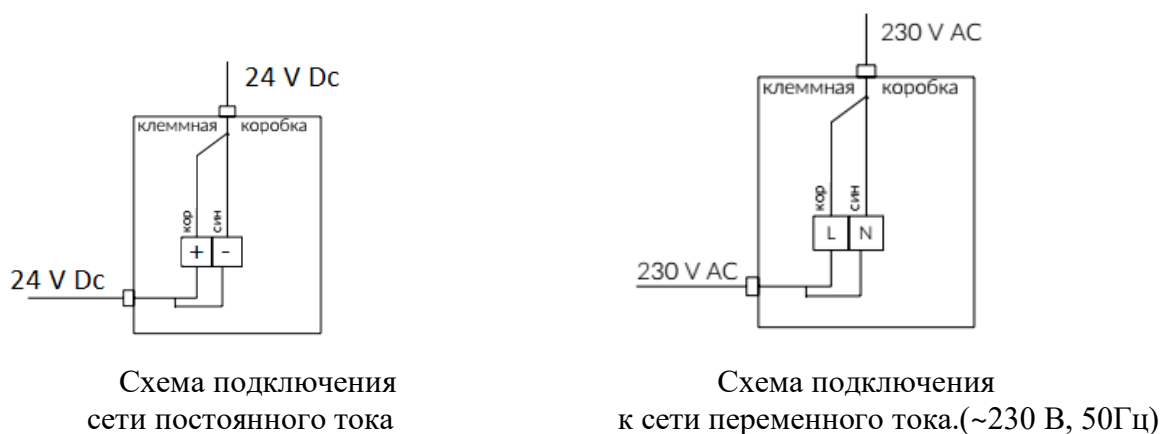 24 V Dc
клеммная коробка
кор
син
+ -
24 V Dc
Схема подключения
сети постоянного тока
230 V AC
клеммная коробка
кор
син
L N
230 V AC
Схема подключения
к сети переменного тока.(~230 В, 50Гц)